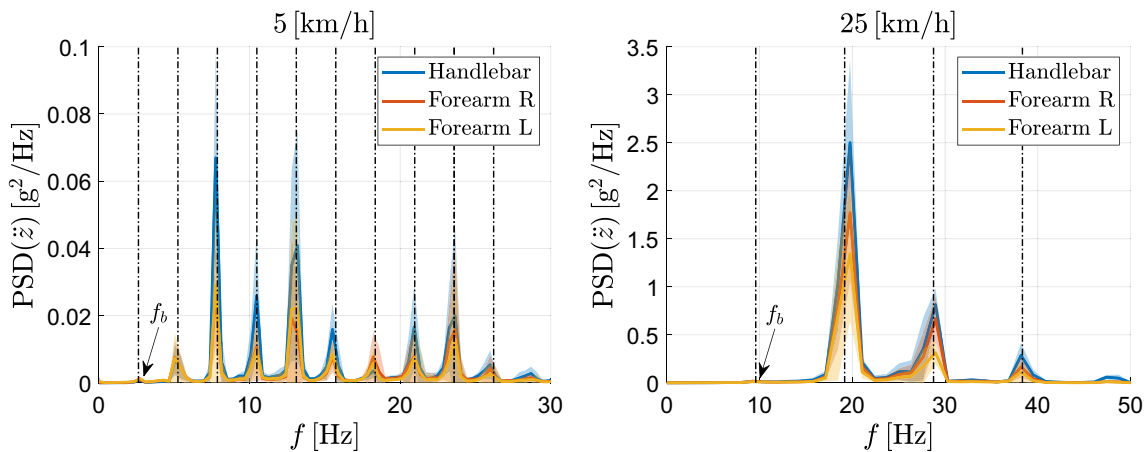 5 [km/h]
PSD(z̈) [g²/Hz]
0.1
0.08
0.06
0.04
0.02
0
Handlebar
Forearm R
Forearm L
f_b
0 10 20 30
f [Hz]
25 [km/h]
PSD(z̈) [g²/Hz]
3.5
3
2.5
2
1.5
1
0.5
0
Handlebar
Forearm R
Forearm L
f_b
0 10 20 30 40 50
f [Hz]